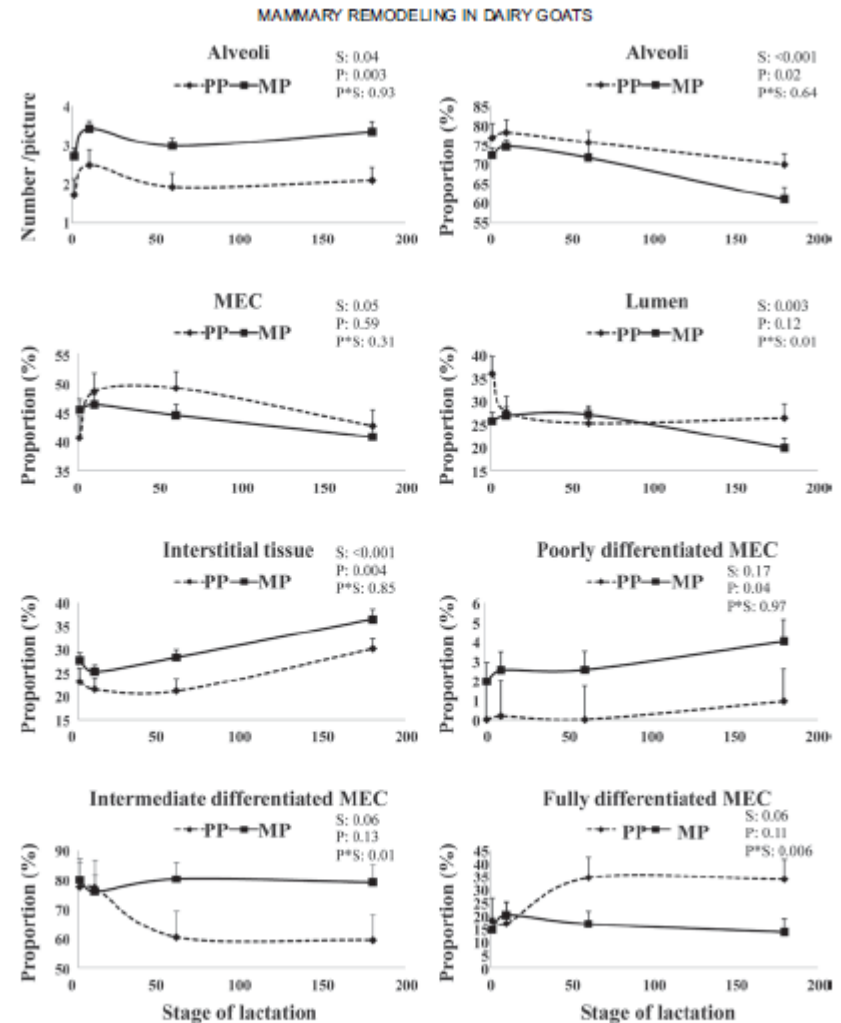 MAMMARY REMODELING IN DAIRY GOATS
Alveoli
S: 0.04
P: 0.003
P*S: 0.93
PP MP
Number /picture
4
3
2
1
0 50 100 150 200
Alveoli
S: <0.001
P: 0.02
P*S: 0.64
PP MP
Proportion (%)
85
80
75
70
65
60
55
0 50 100 150 200
MEC
S: 0.05
P: 0.59
P*S: 0.31
PP MP
Proportion (%)
55
50
45
40
35
0 50 100 150 200
Lumen
S: 0.003
P: 0.12
P*S: 0.01
PP MP
Proportion (%)
40
35
30
25
20
15
0 50 100 150 200
Interstitial tissue
S: <0.001
P: 0.004
P*S: 0.85
PP MP
Proportion (%)
40
35
30
25
20
15
0 50 100 150 200
Poorly differentiated MEC
S: 0.17
P: 0.04
P*S: 0.97
PP MP
Proportion (%)
6
5
4
3
2
1
0
0 50 100 150 200
Intermediate differentiated MEC
S: 0.06
P: 0.13
P*S: 0.01
PP MP
Proportion (%)
90
80
70
60
50
0 50 100 150 200
Stage of lactation
Fully differentiated MEC
S: 0.06
P: 0.11
P*S: 0.006
PP MP
Proportion (%)
45
40
35
30
25
20
15
10
5
0
0 50 100 150 200
Stage of lactation